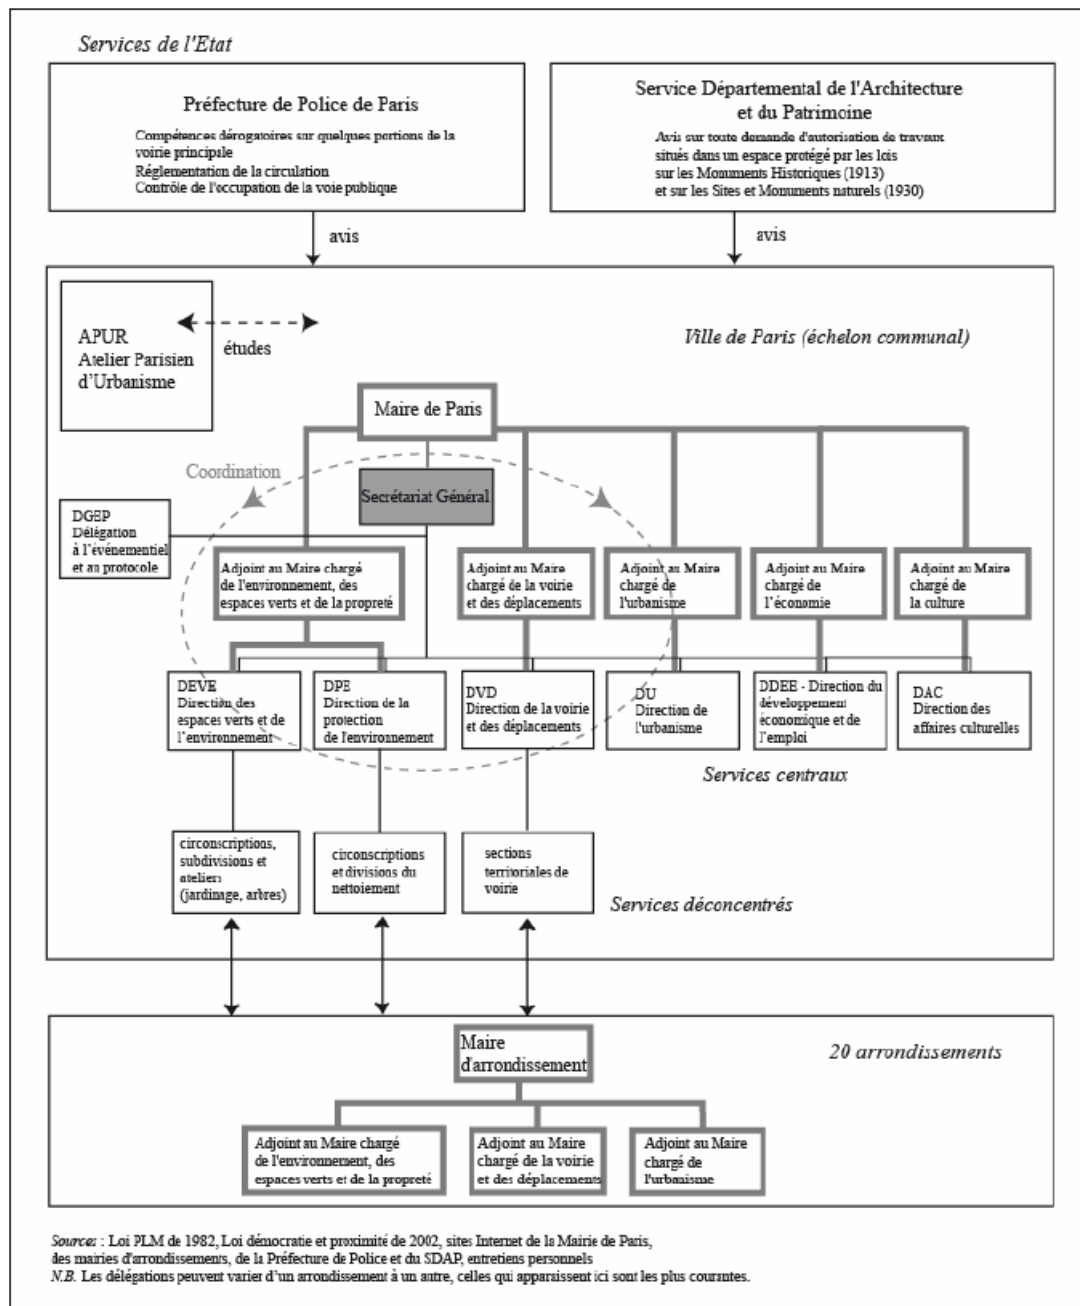 Services de l'Etat
Préfecture de Police de Paris
Compétences dérogatoires sur quelques portions de la
voirie principale
Réglementation de la circulation
Contrôle de l'occupation de la voie publique
Service Départemental de l'Architecture
et du Patrimoine
Avis sur toute demande d'autorisation de travaux
situés dans un espace protégé par les lois
sur les Monuments Historiques (1913)
et sur les Sites et Monuments naturels (1930)
avis
avis
APUR
Atelier Parisien
d'Urbanisme
études
Ville de Paris (échelon communal)
Maire de Paris
Coordination
Secrétariat Général
DGEP
Délégation
à l'événementiel
et au protocole
Adjoint au Maire chargé
de l'environnement, des
espaces verts et de la propreté
Adjoint au Maire
chargé de la voirie
et des déplacements
Adjoint au Maire
chargé de
l'urbanisme
Adjoint au Maire
chargé de
l'économie
Adjoint au Maire
chargé de
la culture
DEVE
Direction des
espaces verts et de
l'environnement
DPE
Direction de la
protection
de l'environnement
DVD
Direction de la voirie
et des déplacements
DU
Direction de
l'urbanisme
DDEE - Direction du
développement
économique et de
l'emploi
DAC
Direction des
affaires culturelles
Services centraux
circonscriptions,
subdivisions et
ateliers
(jardinage, arbres)
circonscriptions
et divisions du
nettoiement
sections
territoriales de
voirie
Services déconcentrés
Maire
d'arrondissement
20 arrondissements
Adjoint au Maire chargé
de l'environnement, des
espaces verts et de la propreté
Adjoint au Maire
chargé de la voirie
et des déplacements
Adjoint au Maire
chargé de
l'urbanisme
Sources : Loi PLM de 1982, Loi démocratie et proximité de 2002, sites Internet de la Mairie de Paris,
des mairies d'arrondissements, de la Préfecture de Police et du SDAP, entretiens personnels
N.B. Les délégations peuvent varier d'un arrondissement à un autre, celles qui apparaissent ici sont les plus courantes.